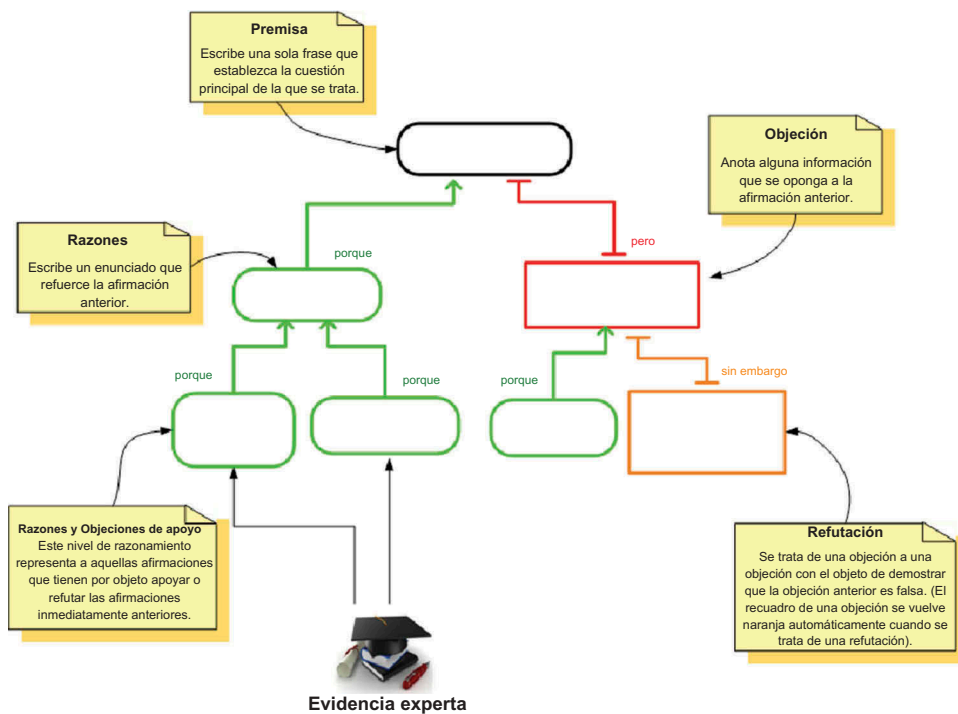 Premisa
Escribe una sola frase que
establezca la cuestión
principal de la que se trata.
Objeción
Anota alguna información
que se oponga a la
afirmación anterior.
Razones
Escribe un enunciado que
refuerce la afirmación
anterior.
porque
pero
porque
porque
porque
sin embargo
Razones y Objeciones de apoyo
Este nivel de razonamiento
representa a aquellas afirmaciones
que tienen por objeto apoyar o
refutar las afirmaciones
inmediatamente anteriores.
Refutación
Se trata de una objeción a una
objeción con el objeto de demostrar
que la objeción anterior es falsa. (El
recuadro de una objeción se vuelve
naranja automáticamente cuando se
trata de una refutación).
Evidencia experta